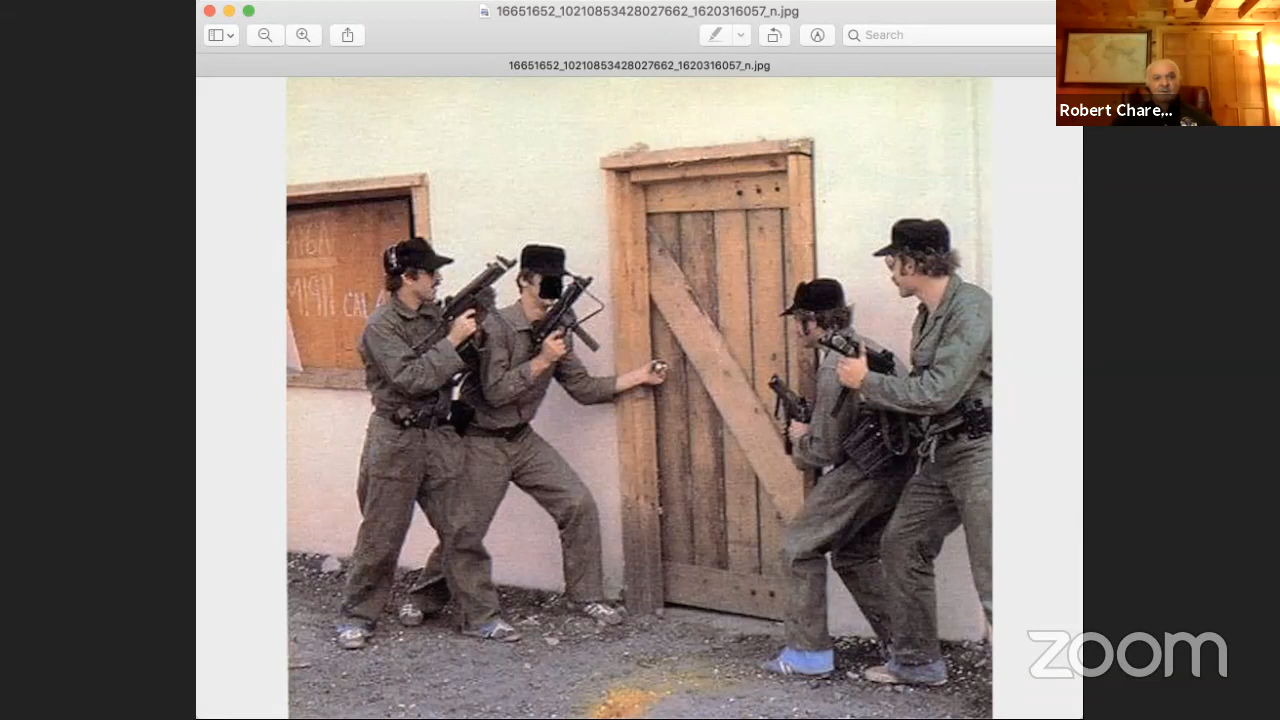 16651652_10210853428027662_1620316057_n.jpg
Search
16651652_10210853428027662_1620316057_n.jpg
Robert Chare...
zoom